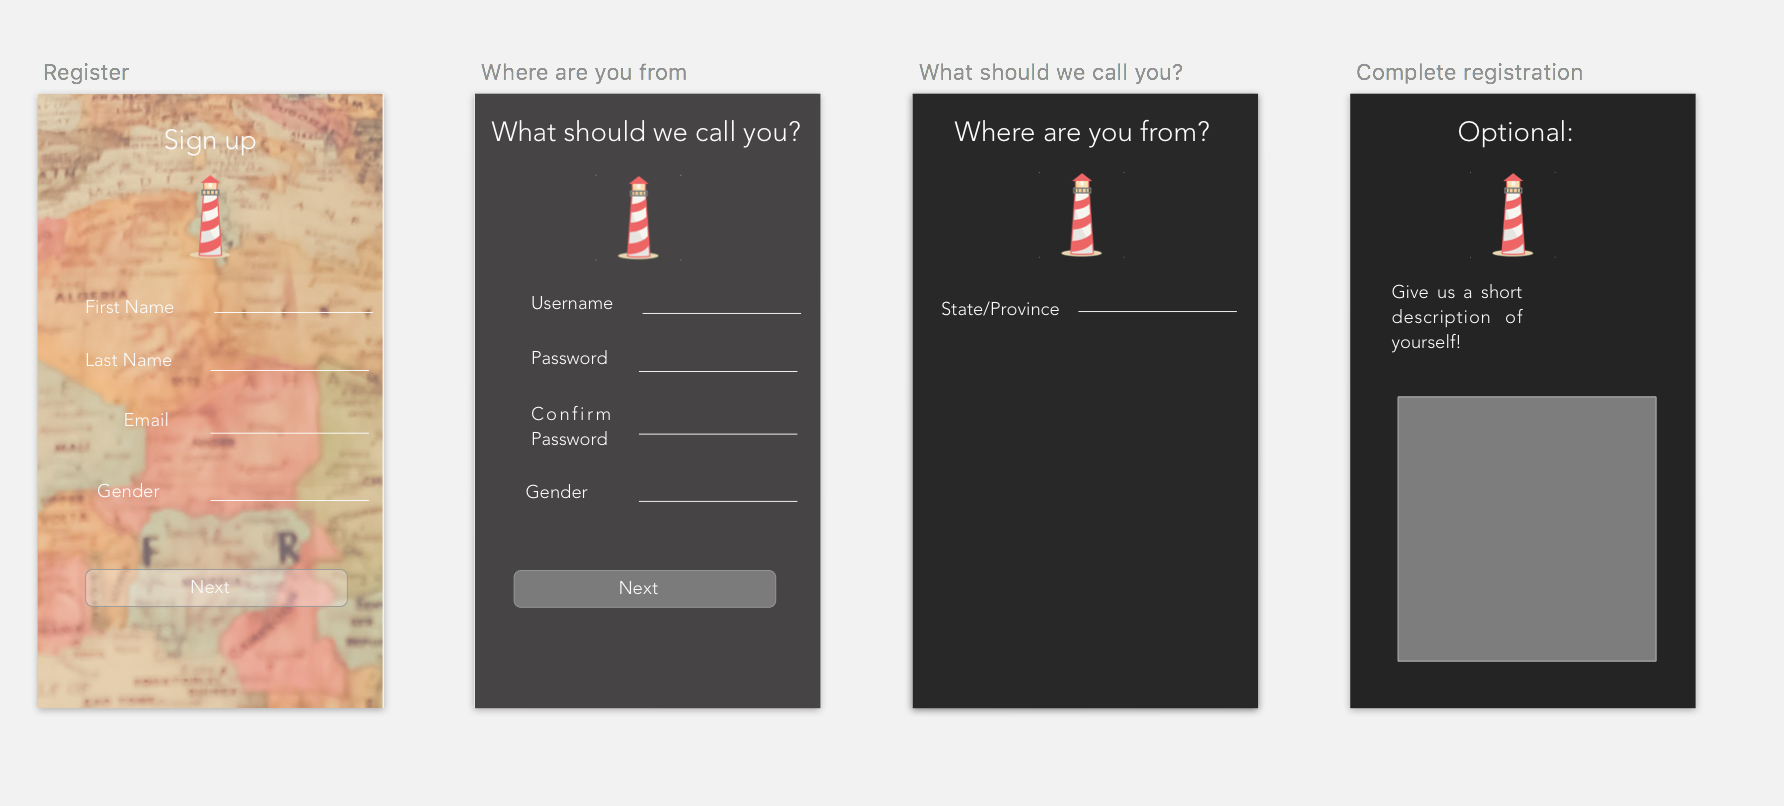 Register
Sign up
First Name
Last Name
Email
Gender
F R
Next
Where are you from
What should we call you?
Username
Password
Confirm
Password
Gender
Next
What should we call you?
Where are you from?
State/Province
Complete registration
Optional:
Give us a short
description of
yourself!